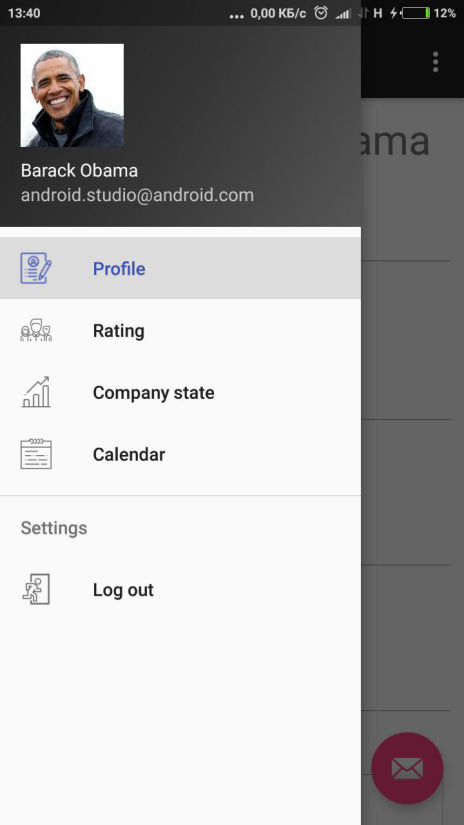 13:40 ... 0,00 КБ/с H 12%
ama
Barack Obama
android.studio@android.com
Profile
Rating
Company state
Calendar
Settings
Log out